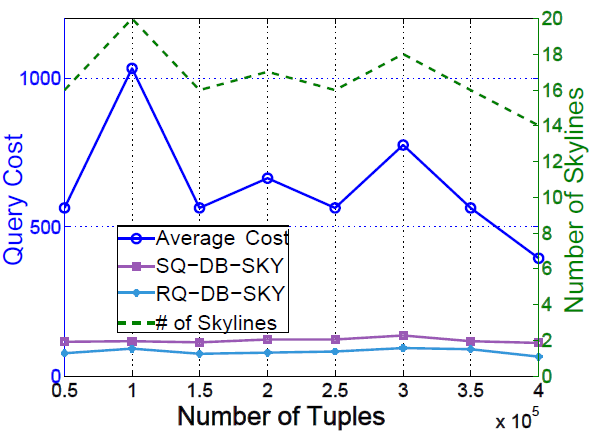 1000
500
0
Query Cost
20
18
16
14
12
10
8
6
4
2
0
Number of Skylines
Average Cost
SQ-DB-SKY
RQ-DB-SKY
# of Skylines
0.5 1 1.5 2 2.5 3 3.5 4
Number of Tuples
x 10^5